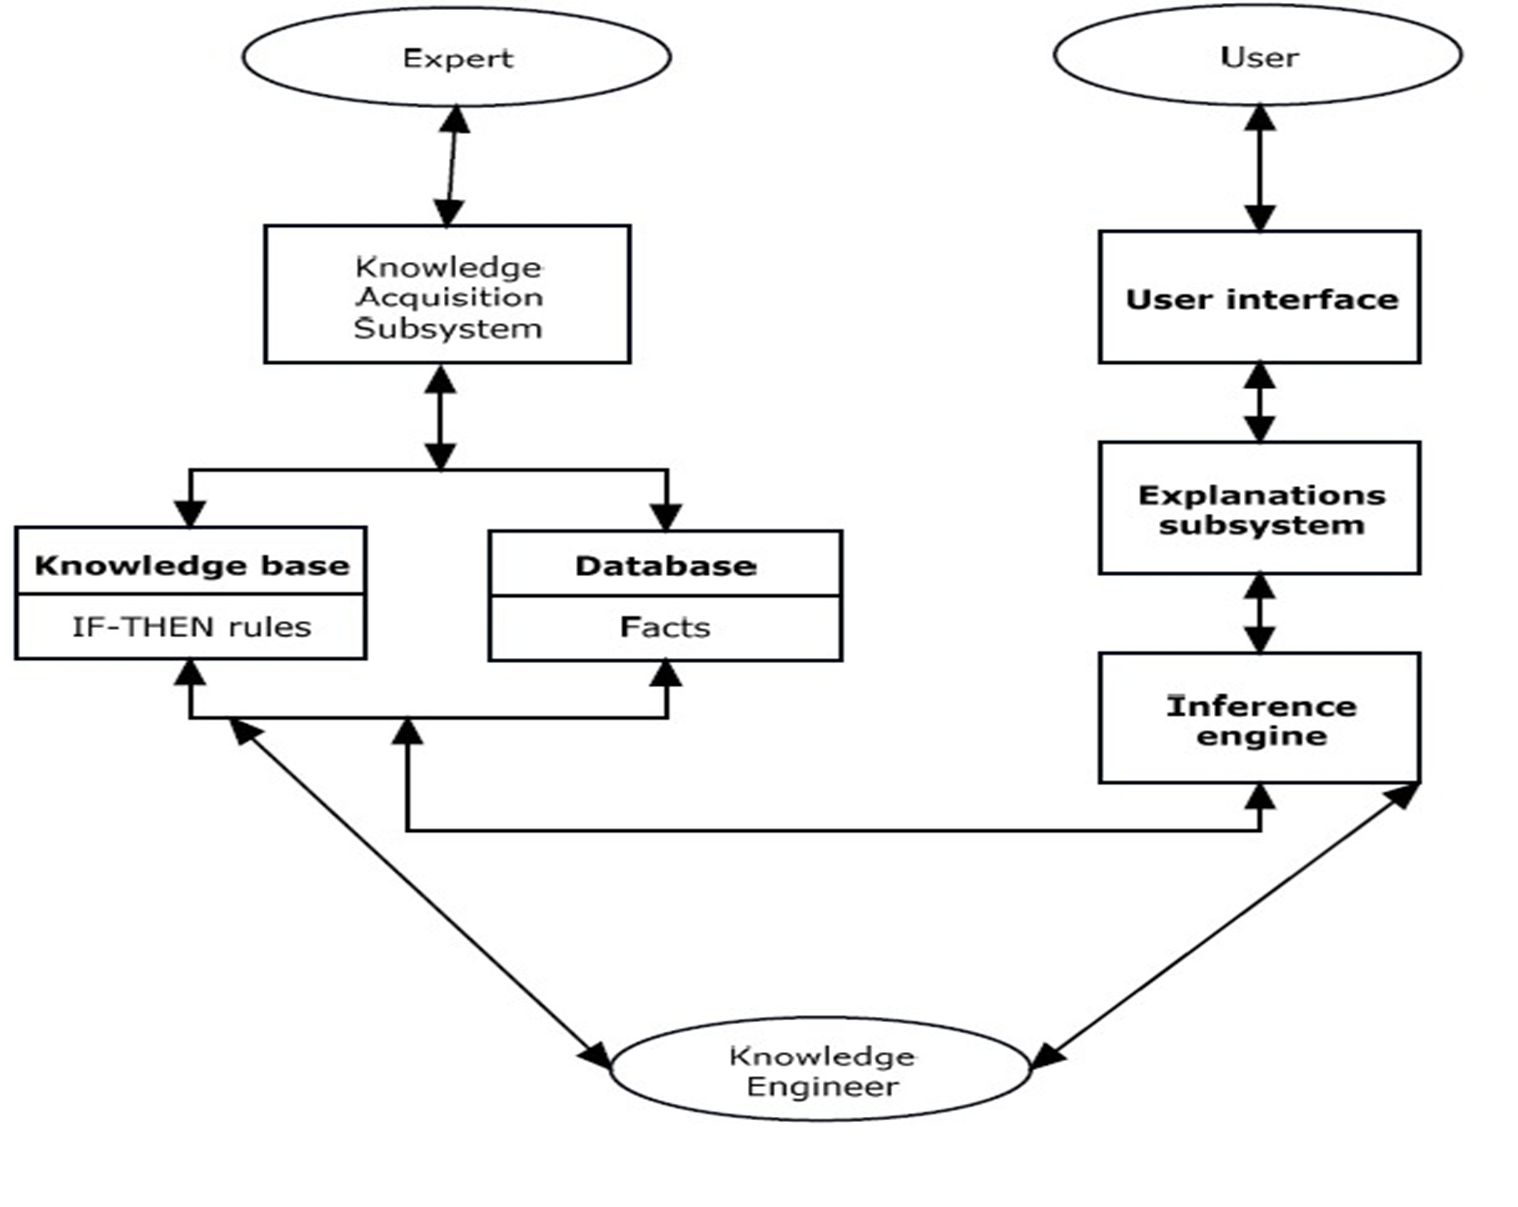 Expert
User
Knowledge
Acquisition
Subsystem
User interface
Explanations
subsystem
Knowledge base
IF-THEN rules
Database
Facts
Inference
engine
Knowledge
Engineer